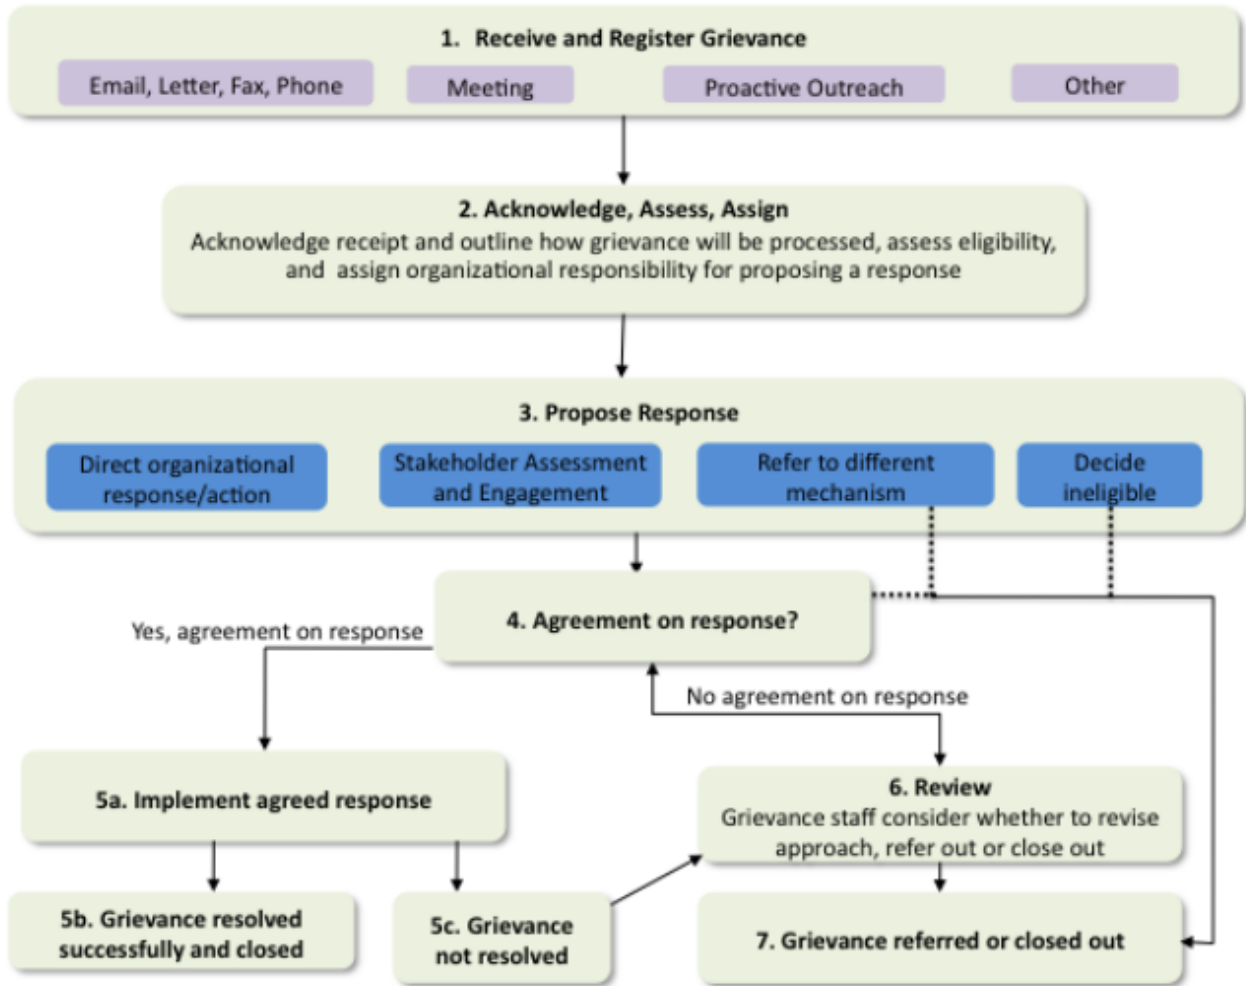 1. Receive and Register Grievance
Email, Letter, Fax, Phone
Meeting
Proactive Outreach
Other
2. Acknowledge, Assess, Assign
Acknowledge receipt and outline how grievance will be processed, assess eligibility,
and assign organizational responsibility for proposing a response
3. Propose Response
Direct organizational
response/action
Stakeholder Assessment
and Engagement
Refer to different
mechanism
Decide
ineligible
4. Agreement on response?
Yes, agreement on response
No agreement on response
5a. Implement agreed response
6. Review
Grievance staff consider whether to revise
approach, refer out or close out
5b. Grievance resolved
successfully and closed
5c. Grievance
not resolved
7. Grievance referred or closed out